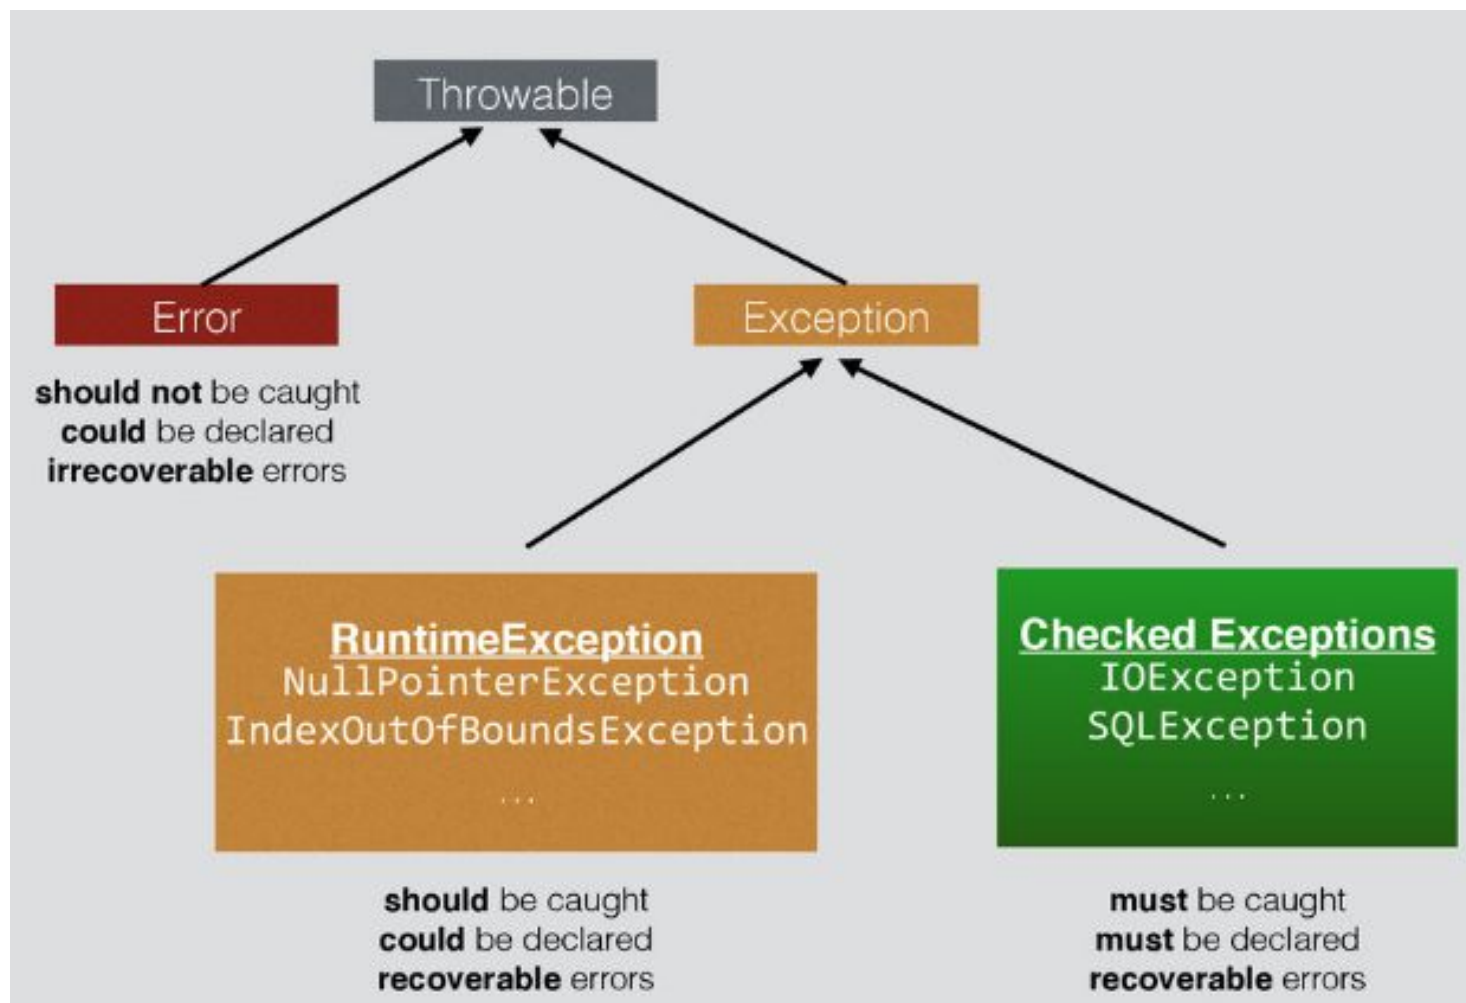 Throwable
Error
Exception
should not be caught
could be declared
irrecoverable errors
RuntimeException
NullPointerException
IndexOutOfBoundsException
...
should be caught
could be declared
recoverable errors
Checked Exceptions
IOException
SQLException
...
must be caught
must be declared
recoverable errors